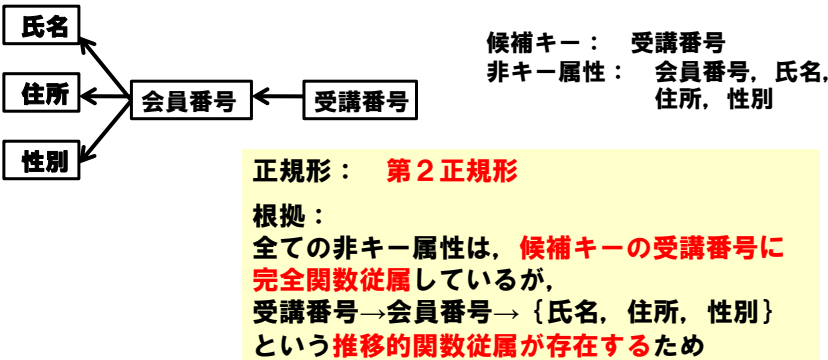 氏名
住所
性別
会員番号
受講番号
候補キー： 受講番号
非キー属性： 会員番号，氏名，
住所，性別
正規形： 第２正規形
根拠：
全ての非キー属性は，候補キーの受講番号に
完全関数従属しているが，
受講番号→会員番号→｛氏名，住所，性別｝
という推移的関数従属が存在するため